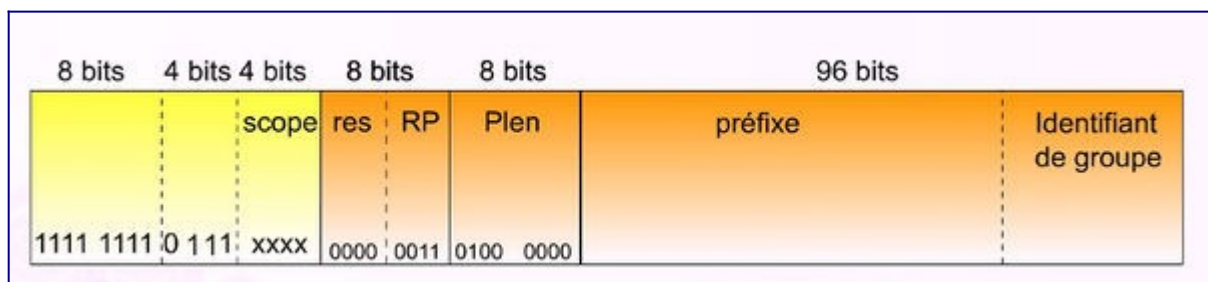 8 bits 4 bits 4 bits 8 bits 8 bits 96 bits
scope res RP Plen préfixe Identifiant
de groupe
1111 1111 0 111 xxxx 0000 0011 0100 0000